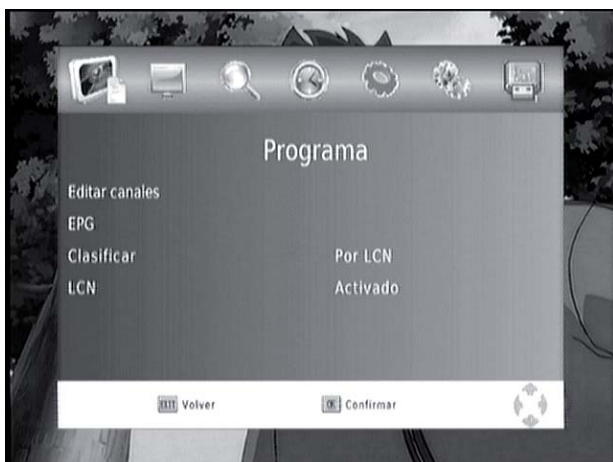 Programa
Editar canales
EPG
Clasificar Por LCN
LCN Activado
EXIT Volver OK Confirmar